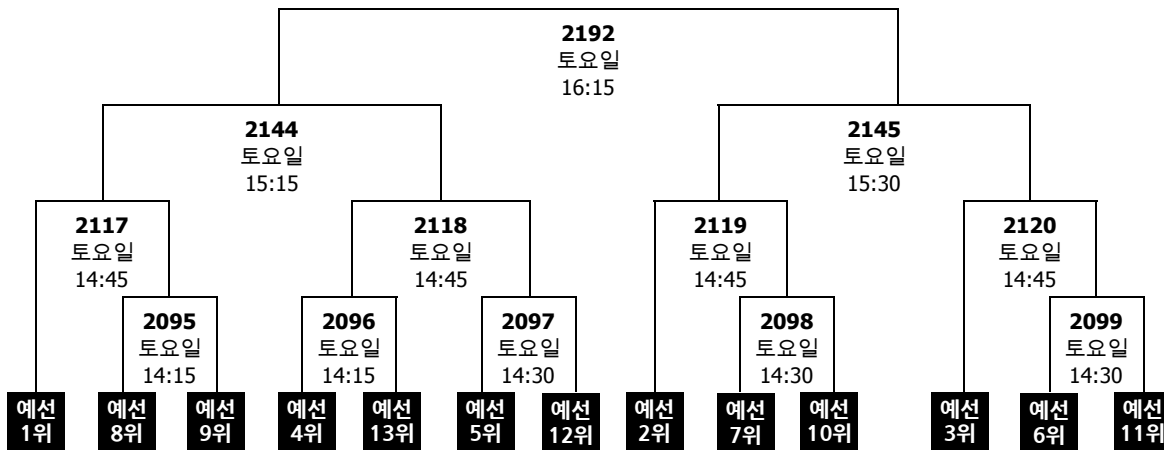 2192
토요일
16:15
2144
토요일
15:15
2145
토요일
15:30
2117
토요일
14:45
2118
토요일
14:45
2119
토요일
14:45
2120
토요일
14:45
2095
토요일
14:15
2096
토요일
14:15
2097
토요일
14:30
2098
토요일
14:30
2099
토요일
14:30
예선
1위
예선
8위
예선
9위
예선
4위
예선
13위
예선
5위
예선
12위
예선
2위
예선
7위
예선
10위
예선
3위
예선
6위
예선
11위